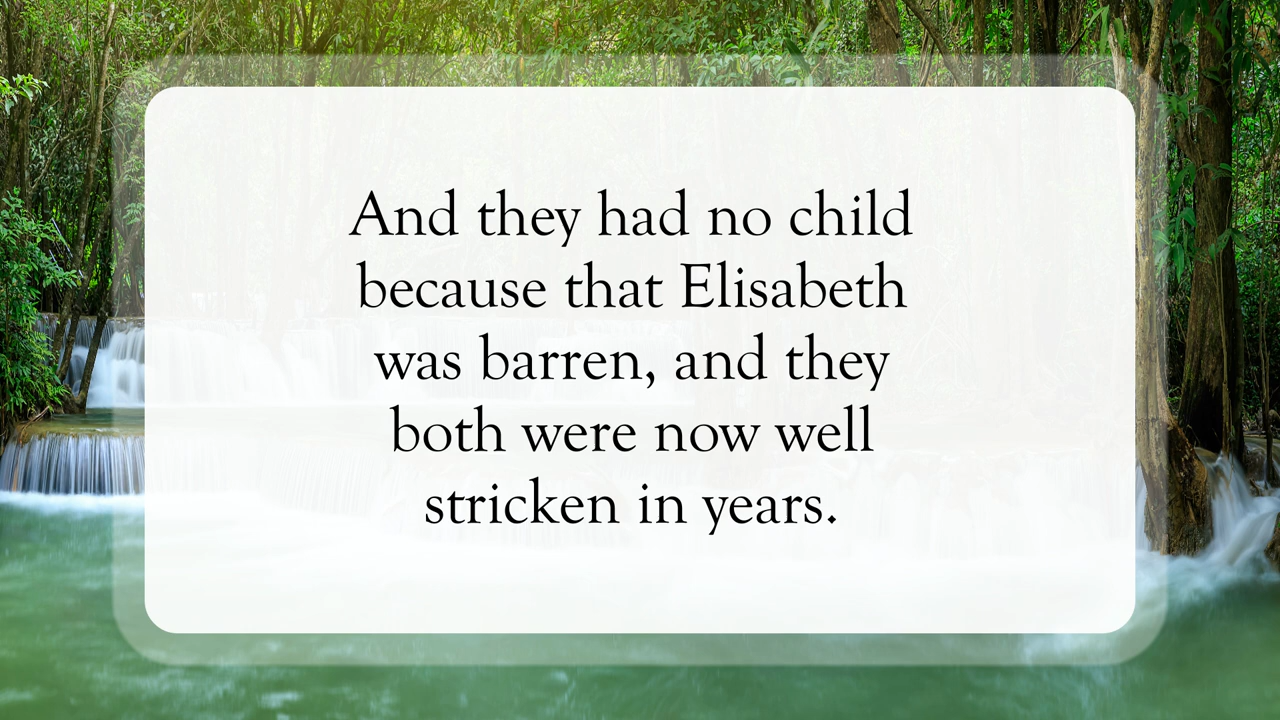 And they had no child
because that Elisabeth
was barren, and they
both were now well
stricken in years.